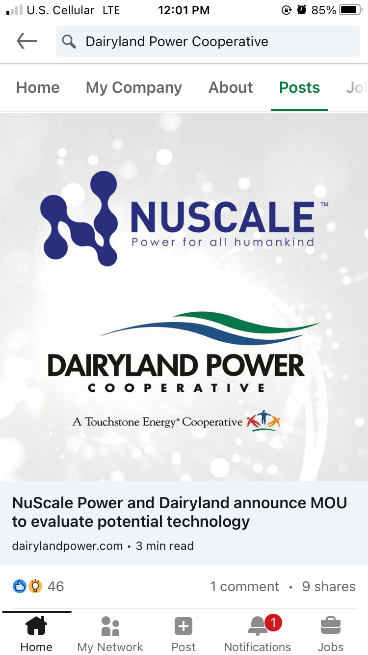 U.S. Cellular LTE 12:01 PM 85%
Dairyland Power Cooperative
Home My Company About Posts Jo
NUSCALE™
Power for all humankind
DAIRYLAND POWER
COOPERATIVE
A Touchstone Energy® Cooperative
NuScale Power and Dairyland announce MOU
to evaluate potential technology
dairylandpower.com • 3 min read
46 1 comment • 9 shares
1
Home My Network Post Notifications Jobs